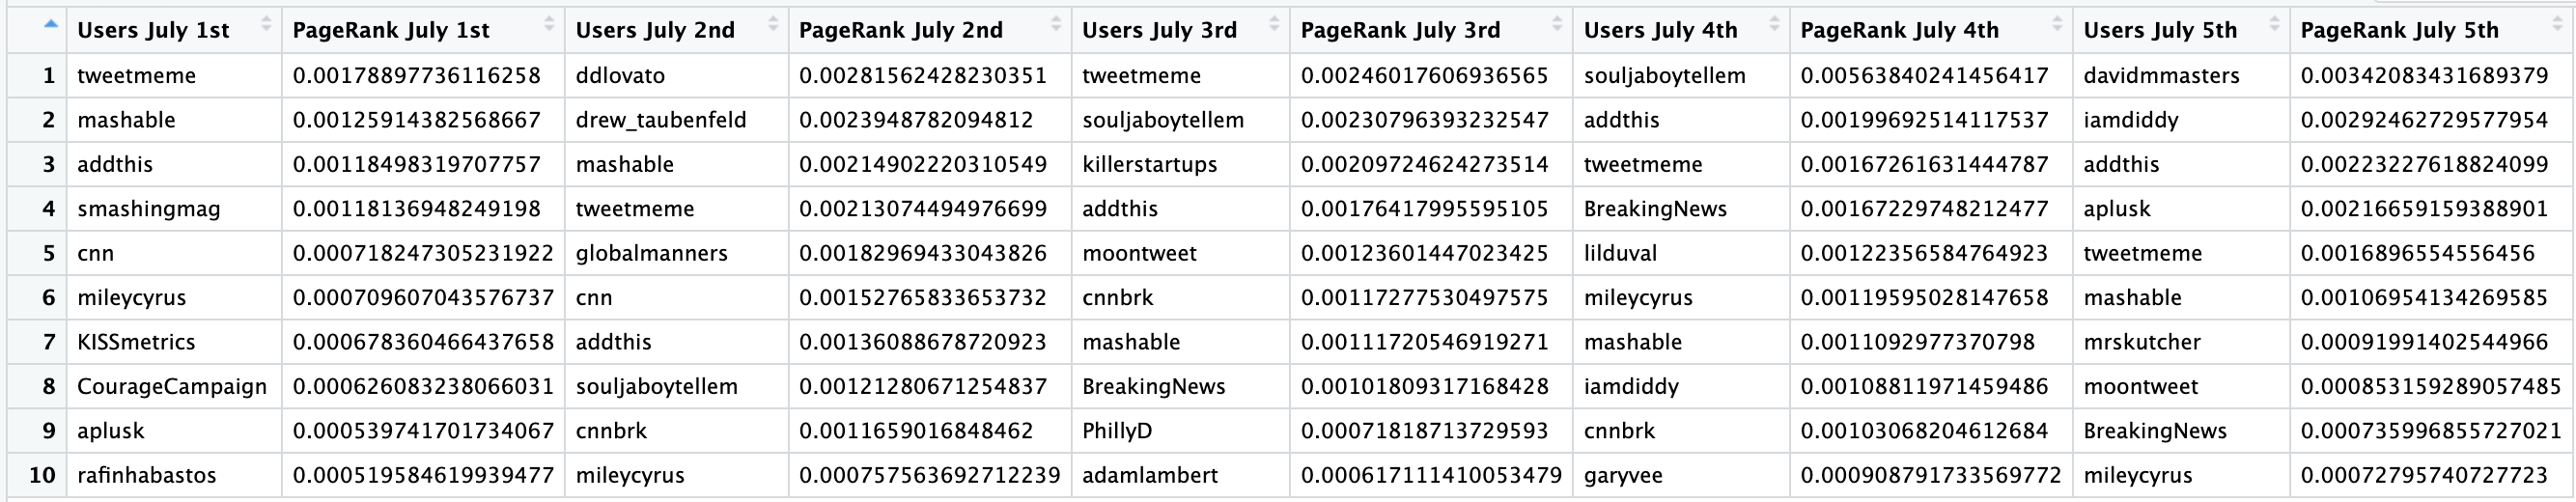 Users July 1st PageRank July 1st Users July 2nd PageRank July 2nd Users July 3rd PageRank July 3rd Users July 4th PageRank July 4th Users July 5th PageRank July 5th
1 tweetmeme 0.00178897736116258 ddlovato 0.00281562428230351 tweetmeme 0.00246017606936565 souljaboytellem 0.00563840241456417 davidmmasters 0.00342083431689379
2 mashable 0.00125914382568667 drew_taubenfeld 0.00239487820948​12 souljaboytellem 0.00230796393232547 addthis 0.00199692514117537 iamdiddy 0.00292462729577954
3 addthis 0.00118498319707757 mashable 0.00214902220310549 killerstartups 0.00209724624273514 tweetmeme 0.00167261631444787 addthis 0.00223227618824099
4 smashingmag 0.00118136948249198 tweetmeme 0.00213074494976699 addthis 0.00176417995595105 BreakingNews 0.00167229748212477 aplusk 0.00216659159388901
5 cnn 0.000718247305231922 globalmanners 0.00182969433043826 moontweet 0.00123601447023425 lilduval 0.00122356584764923 tweetmeme 0.0016896554556456
6 mileycyrus 0.000709607043576737 cnn 0.00152765833653732 cnnbrk 0.00117277530497575 mileycyrus 0.00119595028147658 mashable 0.00106954134269585
7 KISSmetrics 0.000678360466437658 addthis 0.00136088678720923 mashable 0.00111720546919271 mashable 0.0011092977370798 mrskutcher 0.00091991402544966
8 CourageCampaign 0.000626083238066031 souljaboytellem 0.00121280671254837 BreakingNews 0.00101809317168428 iamdiddy 0.00108811971459486 moontweet 0.000853159289057485
9 aplusk 0.000539741701734067 cnnbrk 0.0011659016848462 PhillyD 0.00071818713729593 cnnbrk 0.00103068204612684 BreakingNews 0.000735996855727021
10 rafinhabastos 0.000519584619939477 mileycyrus 0.000757563692712239 adamlambert 0.000617111410053479 garyvee 0.000908791733569772 mileycyrus 0.00072795740727723